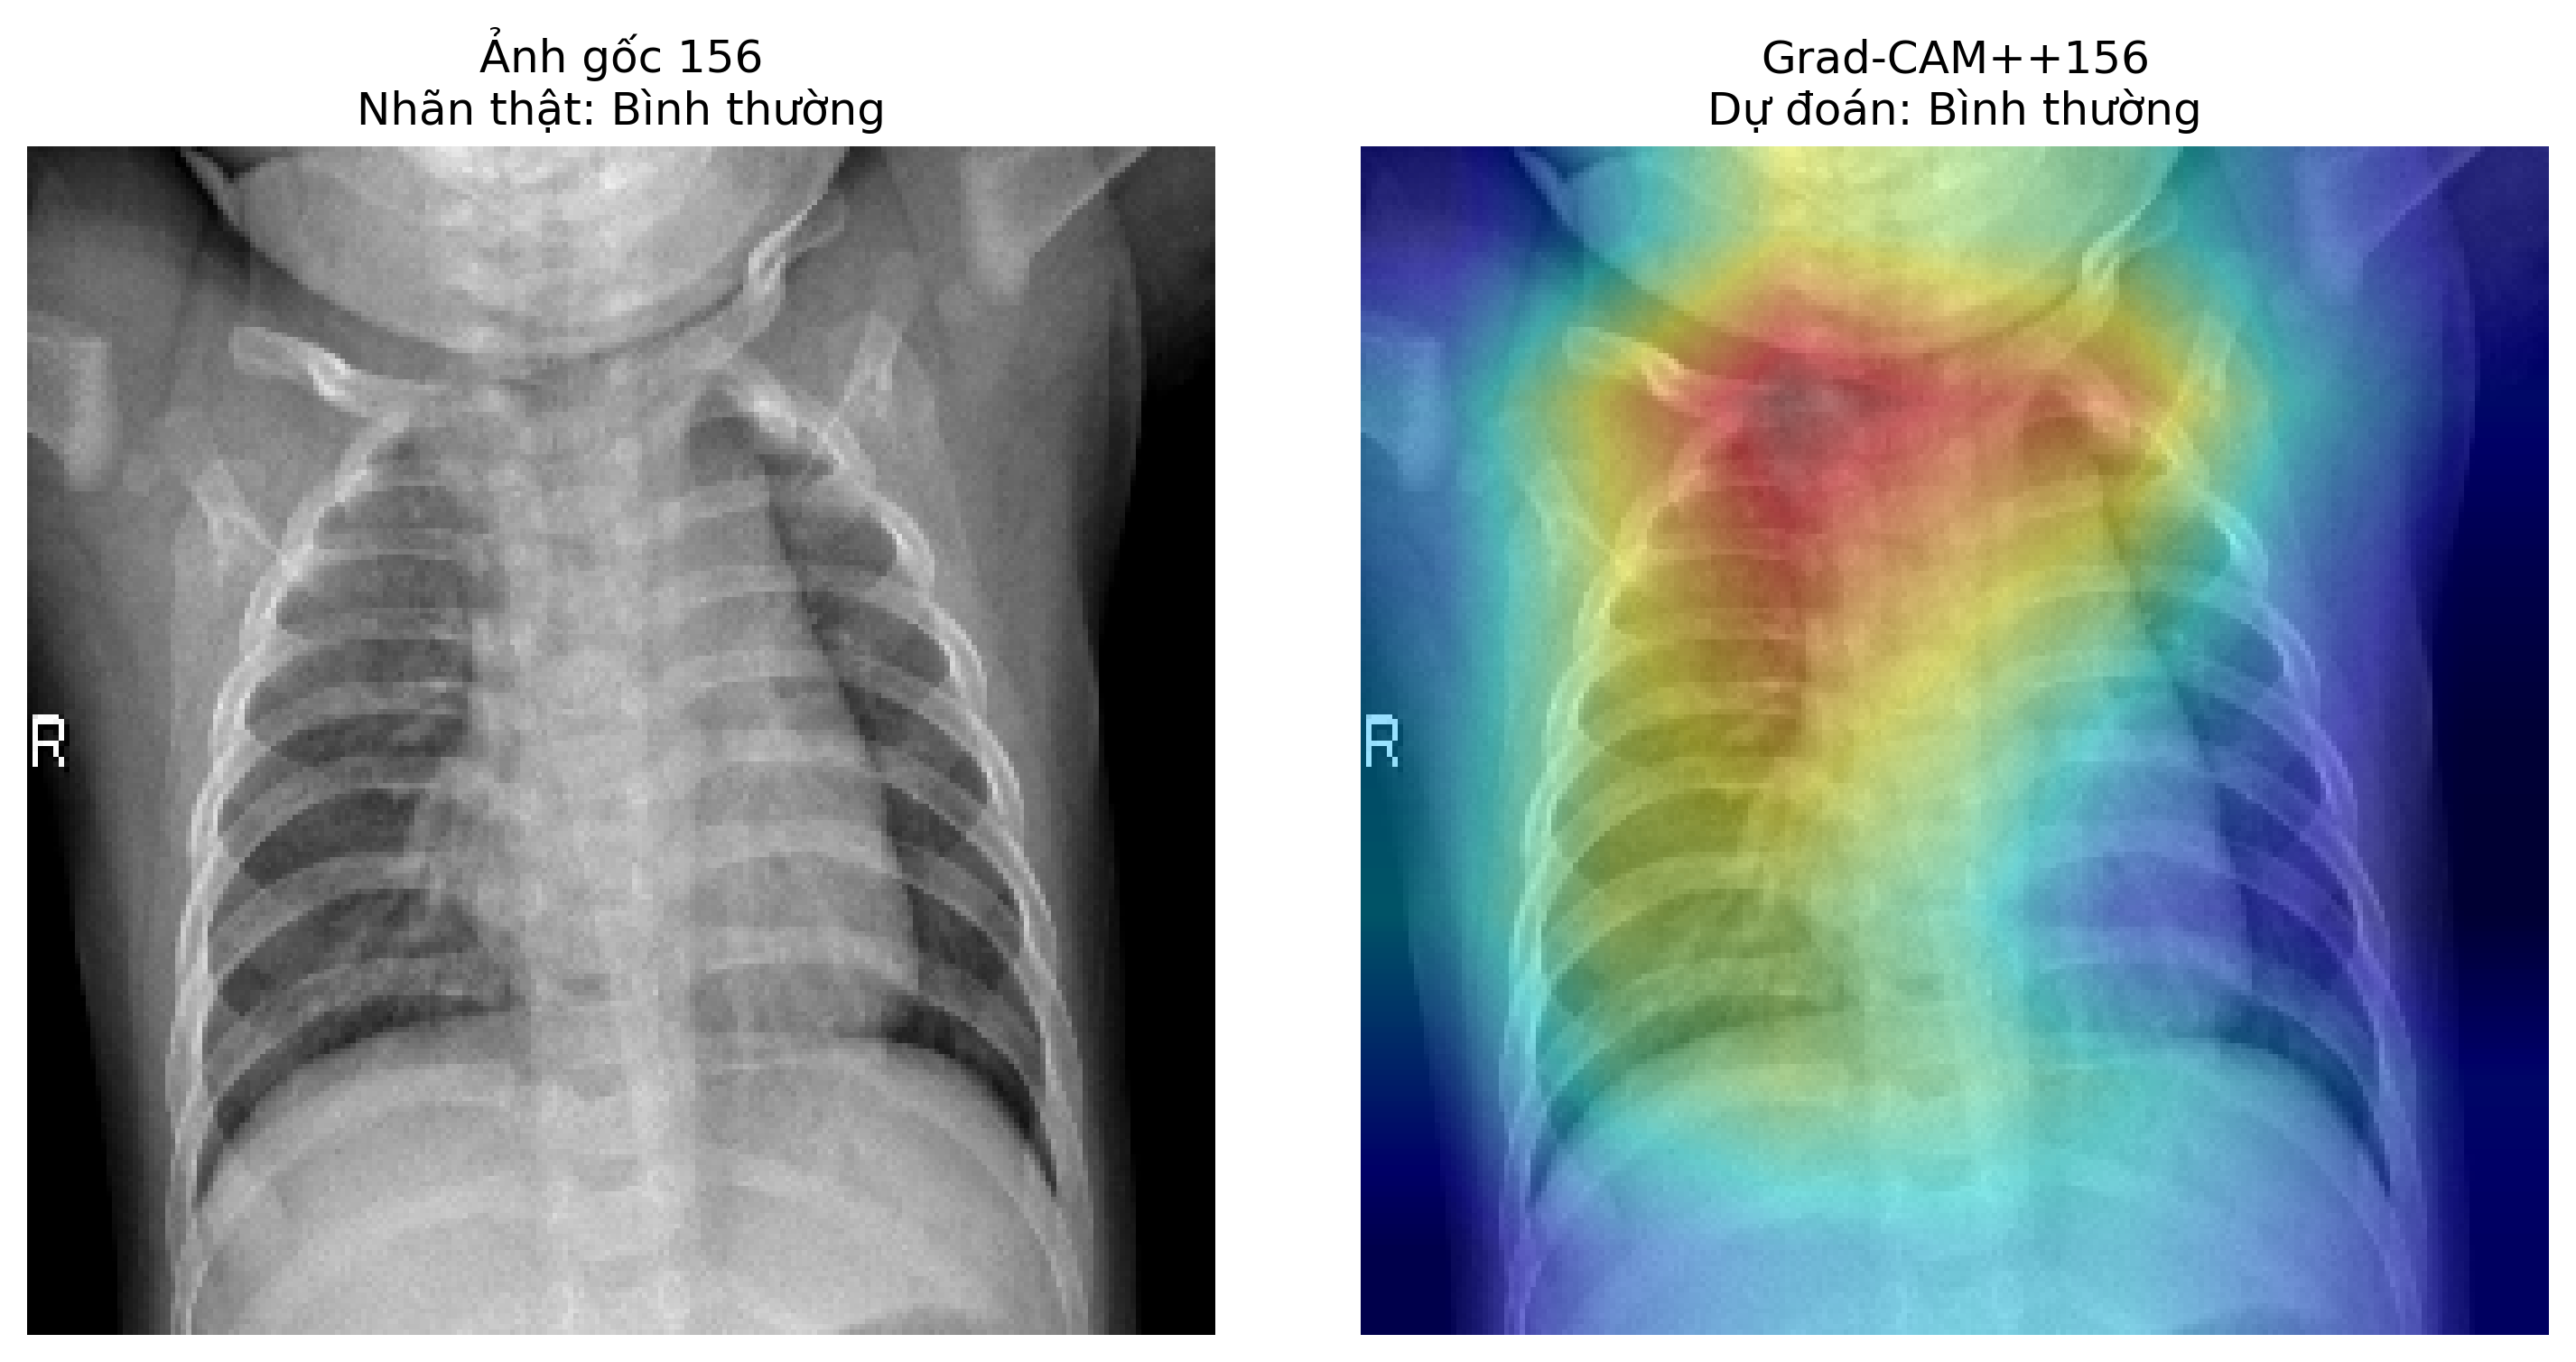 Ảnh gốc 156
Nhãn thật: Bình thường
Grad-CAM++156
Dự đoán: Bình thường
R
R